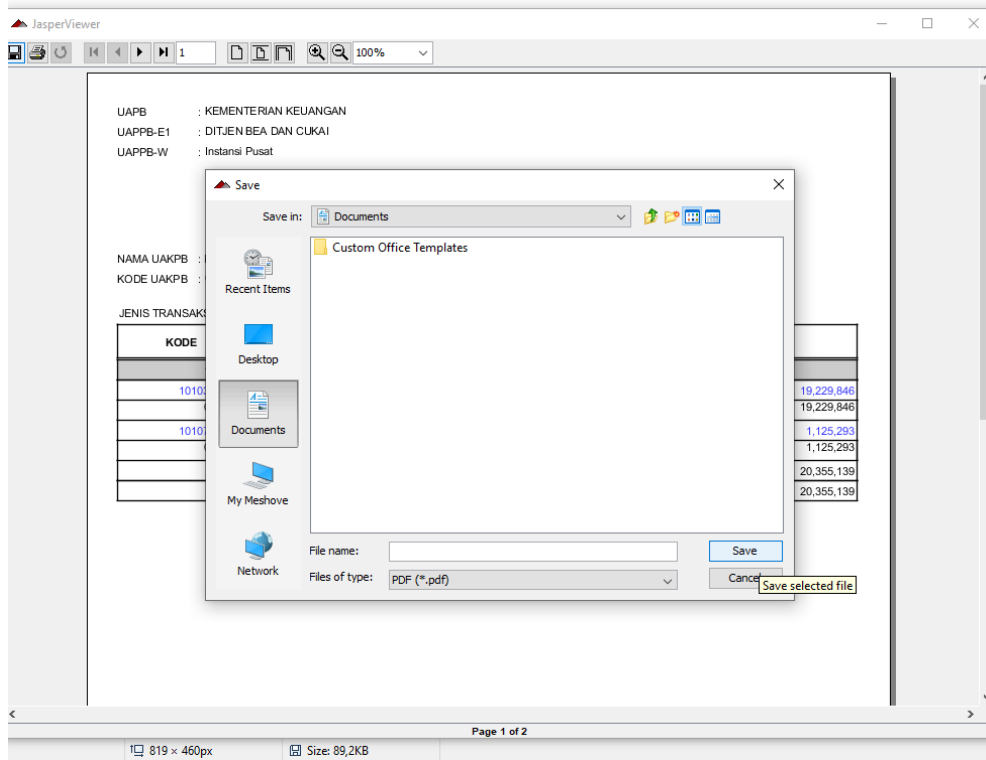 JasperViewer
1
100%
UAPB : KEMENTERIAN KEUANGAN
UAPPB-E1 : DITJEN BEA DAN CUKAI
UAPPB-W : Instansi Pusat
Save
Save in: Documents
Custom Office Templates
Recent Items
Desktop
Documents
My Meshove
Network
File name:
Save
Files of type: PDF (*.pdf)
Cancel
Save selected file
NAMA UAKPB :
KODE UAKPB :
JENIS TRANSAKS
KODE
10103
19,229,846
19,229,846
10107
1,125,293
1,125,293
20,355,139
20,355,139
Page 1 of 2
819 × 460px
Size: 89,2KB